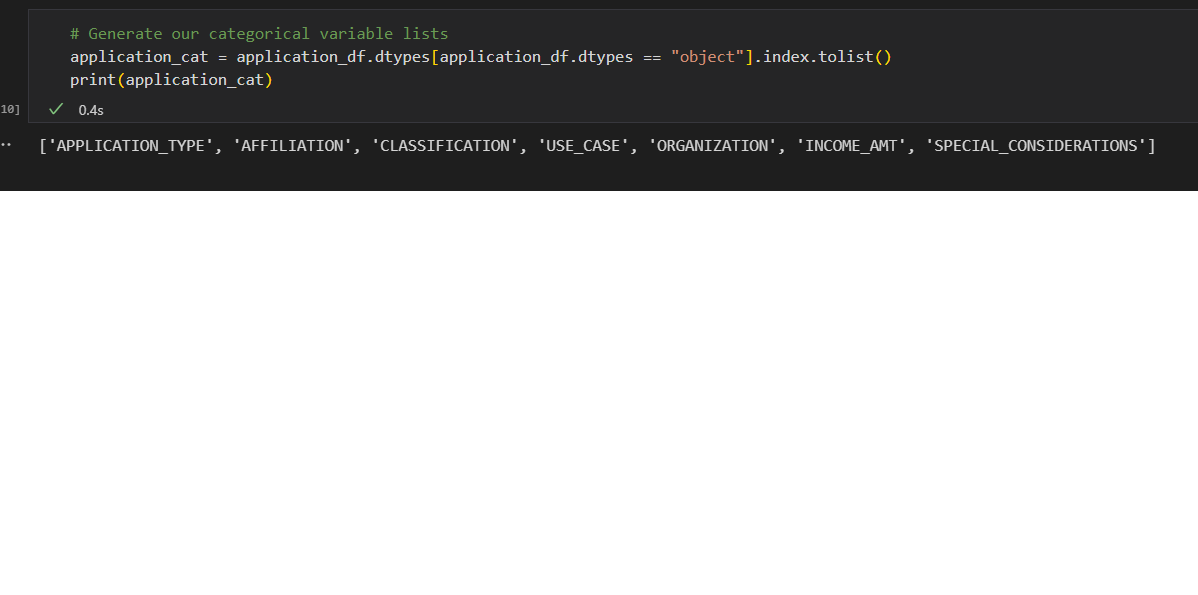 # Generate our categorical variable lists
application_cat = application_df.dtypes[application_df.dtypes == "object"].index.tolist()
print(application_cat)
10] 0.4s
['APPLICATION_TYPE', 'AFFILIATION', 'CLASSIFICATION', 'USE_CASE', 'ORGANIZATION', 'INCOME_AMT', 'SPECIAL_CONSIDERATIONS']